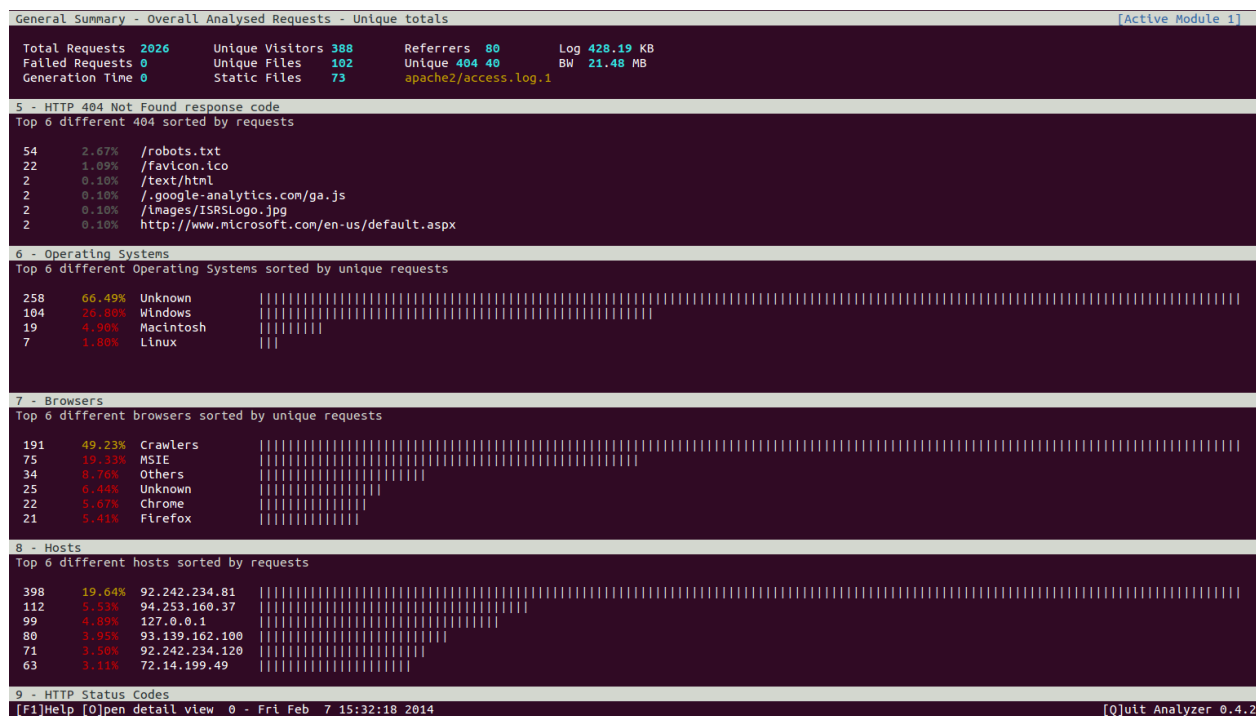 General Summary - Overall Analysed Requests - Unique totals [Active Module 1]
Total Requests 2026 Unique Visitors 388 Referrers 80 Log 428.19 KB
Failed Requests 0 Unique Files 102 Unique 404 40 BW 21.48 MB
Generation Time 0 Static Files 73 apache2/access.log.1
5 - HTTP 404 Not Found response code
Top 6 different 404 sorted by requests
54 2.67% /robots.txt
22 1.09% /favicon.ico
2 0.10% /text/html
2 0.10% /.google-analytics.com/ga.js
2 0.10% /images/ISRSLogo.jpg
2 0.10% http://www.microsoft.com/en-us/default.aspx
6 - Operating Systems
Top 6 different Operating Systems sorted by unique requests
258 66.49% Unknown
104 26.80% Windows
19 4.90% Macintosh
7 1.80% Linux
7 - Browsers
Top 6 different browsers sorted by unique requests
191 49.23% Crawlers
75 19.33% MSIE
34 8.76% Others
25 6.44% Unknown
22 5.67% Chrome
21 5.41% Firefox
8 - Hosts
Top 6 different hosts sorted by requests
398 19.64% 92.242.234.81
112 5.53% 94.253.160.37
99 4.89% 127.0.0.1
80 3.95% 93.139.162.100
71 3.50% 92.242.234.120
63 3.11% 72.14.199.49
9 - HTTP Status Codes
[F1]Help [O]pen detail view 0 - Fri Feb 7 15:32:18 2014 [Q]uit Analyzer 0.4.2